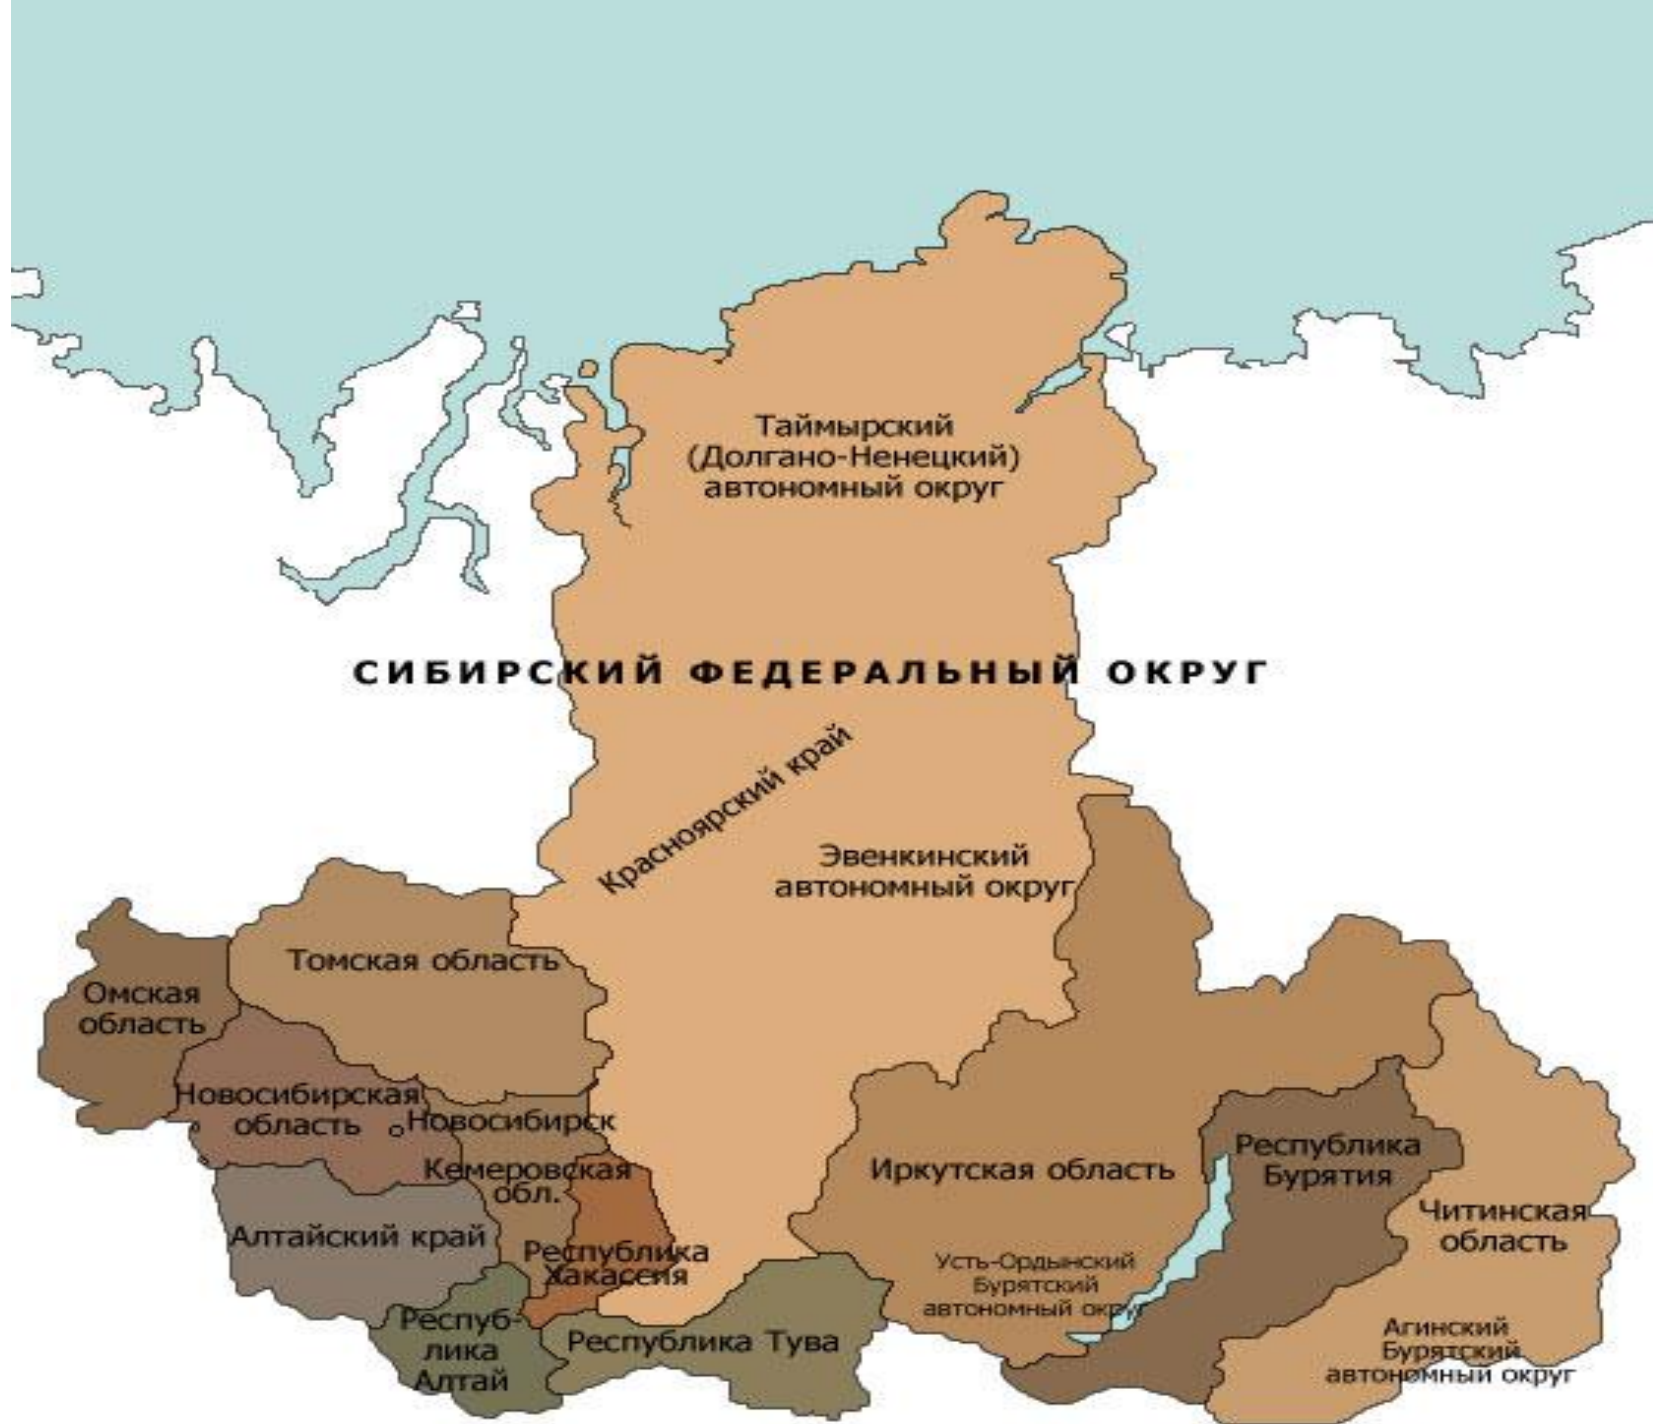 Таймырский
(Долгано-Ненецкий)
автономный округ
СИБИРСКИЙ ФЕДЕРАЛЬНЫЙ ОКРУГ
Красноярский край
Эвенкинский
автономный округ
Томская область
Омская
область
Новосибирская
область
Новосибирск
Кемеровская
обл.
Алтайский край
Республика
Хакассия
Респуб-
лика
Алтай
Республика Тува
Иркутская область
Усть-Ордынский
Бурятский
автономный округ
Республика
Бурятия
Читинская
область
Агинский
Бурятский
автономный округ